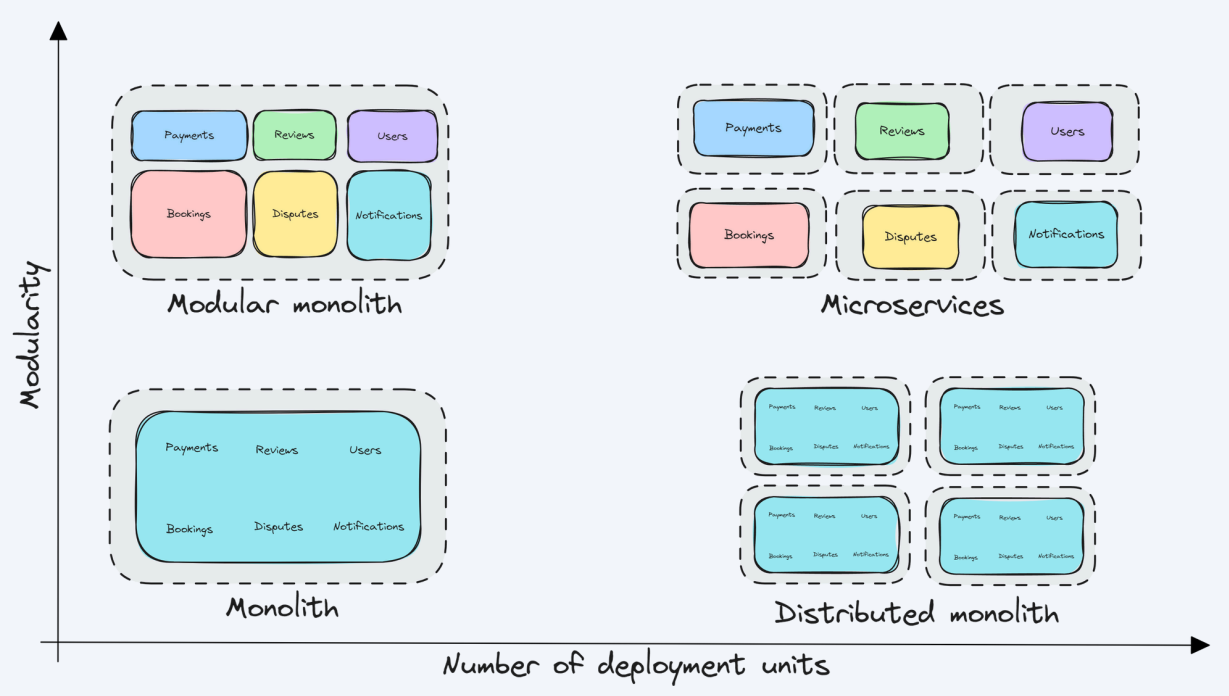 Payments Reviews Users
Bookings Disputes Notifications
Modular monolith
Payments Reviews Users
Bookings Disputes Notifications
Microservices
Modularity
Payments Reviews Users
Bookings Disputes Notifications
Monolith
Payments Reviews Users
Bookings Disputes Notifications
Payments Reviews Users
Bookings Disputes Notifications
Payments Reviews Users
Bookings Disputes Notifications
Payments Reviews Users
Bookings Disputes Notifications
Distributed monolith
Number of deployment units